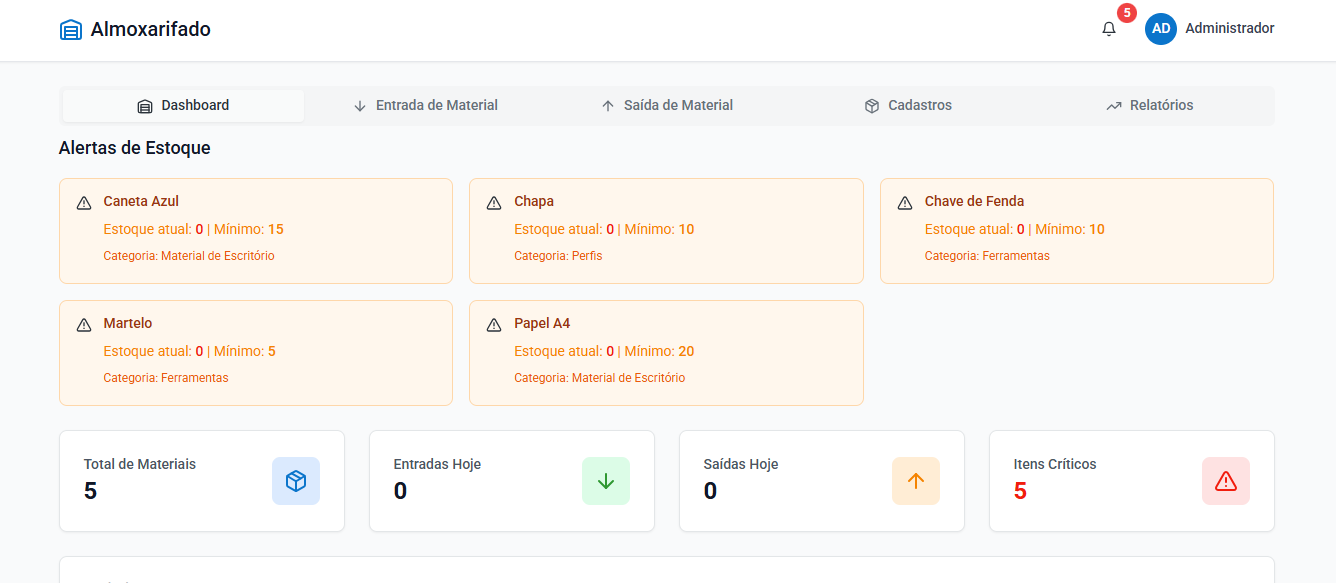 Almoxarifado
5
AD
Administrador
Dashboard
Entrada de Material
Saída de Material
Cadastros
Relatórios
Alertas de Estoque
Caneta Azul
Estoque atual: 0 | Mínimo: 15
Categoria: Material de Escritório
Chapa
Estoque atual: 0 | Mínimo: 10
Categoria: Perfis
Chave de Fenda
Estoque atual: 0 | Mínimo: 10
Categoria: Ferramentas
Martelo
Estoque atual: 0 | Mínimo: 5
Categoria: Ferramentas
Papel A4
Estoque atual: 0 | Mínimo: 20
Categoria: Material de Escritório
Total de Materiais
5
Entradas Hoje
0
Saídas Hoje
0
Itens Críticos
5